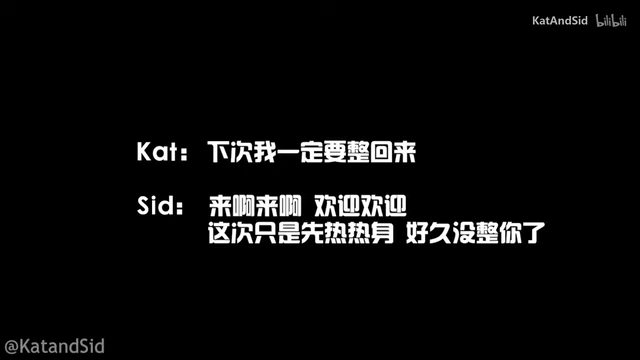 KatAndSid bilibili
Kat: 下次我一定要整回来
Sid: 来啊来啊 欢迎欢迎
这次只是先热热身 好久没整你了
@KatandSid